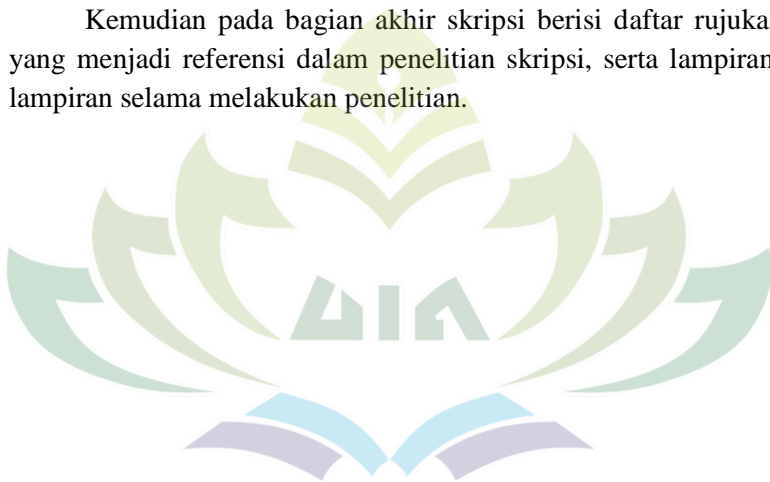 Kemudian pada bagian akhir skripsi berisi daftar rujuka
yang menjadi referensi dalam penelitian skripsi, serta lampiran
lampiran selama melakukan penelitian.
UIN